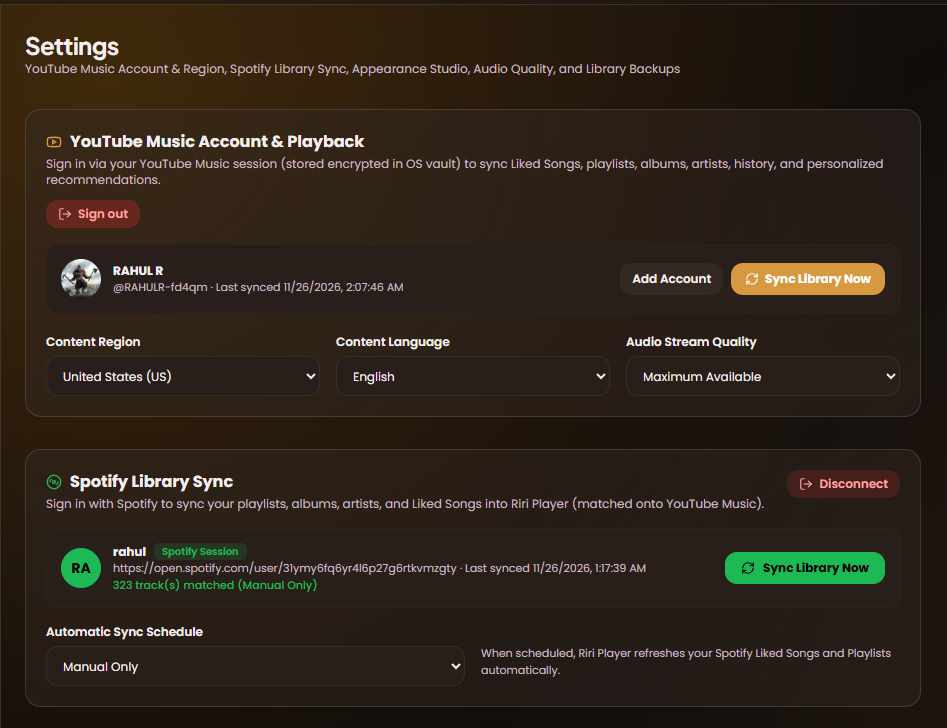 Settings
YouTube Music Account & Region, Spotify Library Sync, Appearance Studio, Audio Quality, and Library Backups
YouTube Music Account & Playback
Sign in via your YouTube Music session (stored encrypted in OS vault) to sync Liked Songs, playlists, albums, artists, history, and personalized
recommendations.
Sign out
RAHUL R
@RAHULR-fd4qm · Last synced 11/26/2026, 2:07:46 AM
Add Account
Sync Library Now
Content Region
Content Language
Audio Stream Quality
United States (US)
English
Maximum Available
Spotify Library Sync
Disconnect
Sign in with Spotify to sync your playlists, albums, artists, and Liked Songs into Riri Player (matched onto YouTube Music).
RA
rahul
Spotify Session
https://open.spotify.com/user/31ymy6fq6yr4l6p27g6rtkvmzgty · Last synced 11/26/2026, 1:17:39 AM
323 track(s) matched (Manual Only)
Sync Library Now
Automatic Sync Schedule
Manual Only
When scheduled, Riri Player refreshes your Spotify Liked Songs and Playlists
automatically.